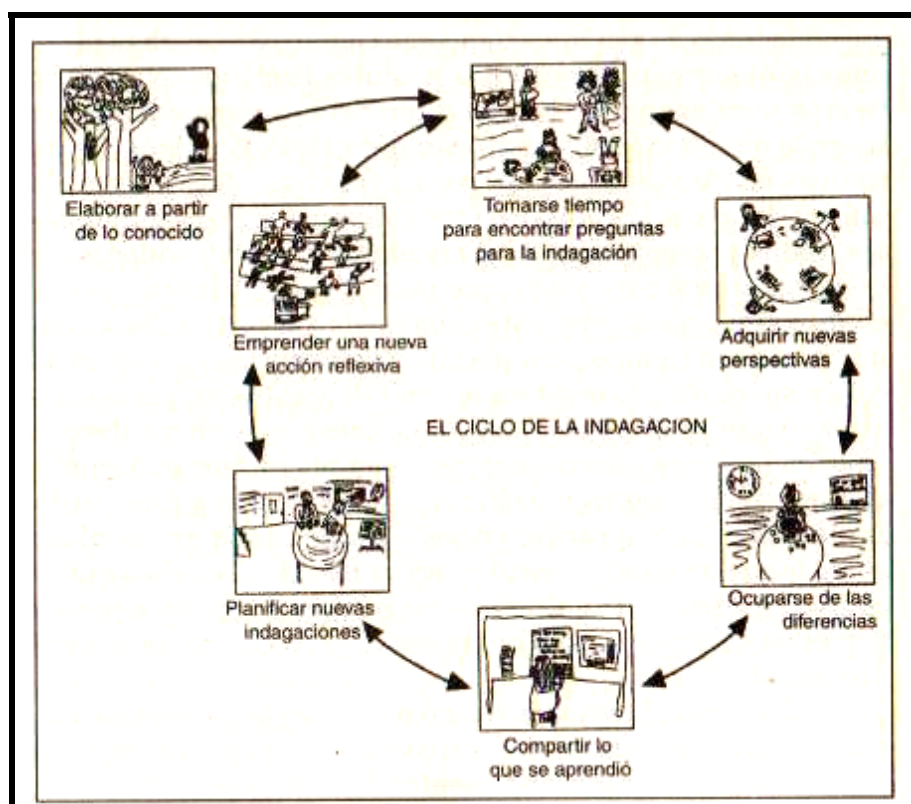 Elaborar a partir
de lo conocido
Tomarse tiempo
para encontrar preguntas
para la indagación
Adquirir nuevas
perspectivas
Ocuparse de las
diferencias
Compartir lo
que se aprendió
Planificar nuevas
indagaciones
Emprender una nueva
acción reflexiva
EL CICLO DE LA INDAGACION